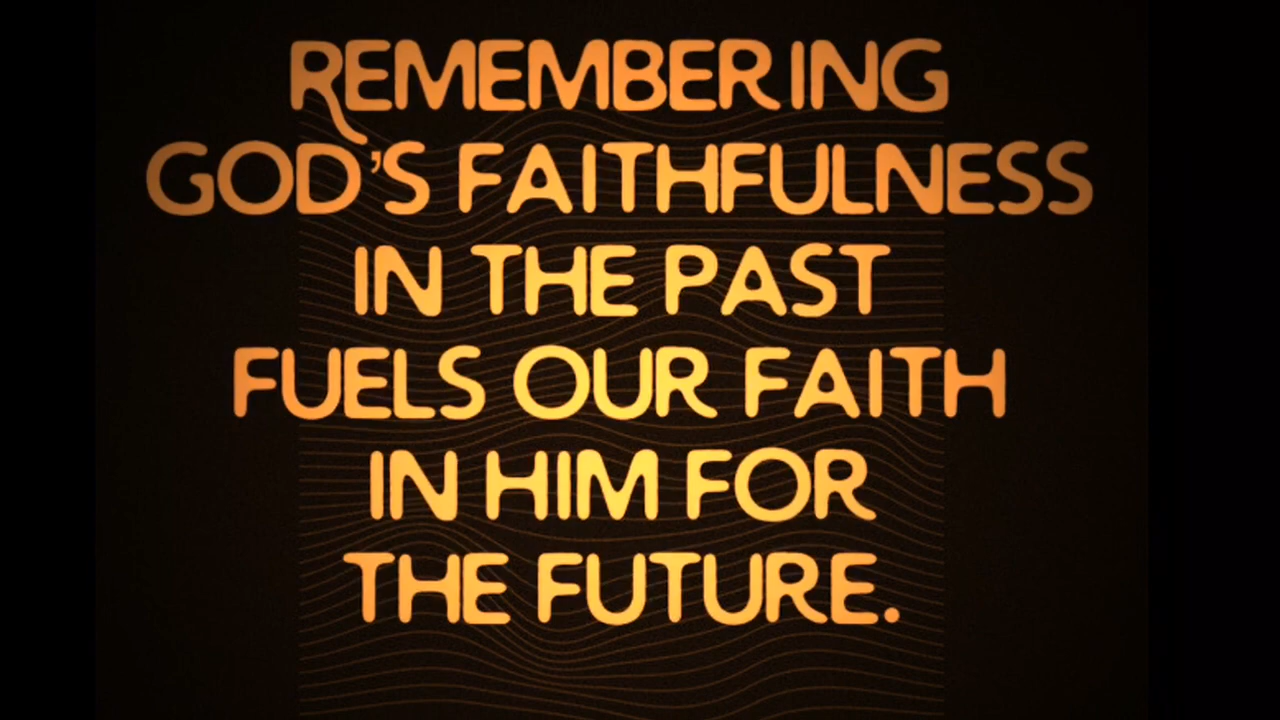 REMEMBERING
GOD'S FAITHFULNESS
IN THE PAST
FUELS OUR FAITH
IN HIM FOR
THE FUTURE.